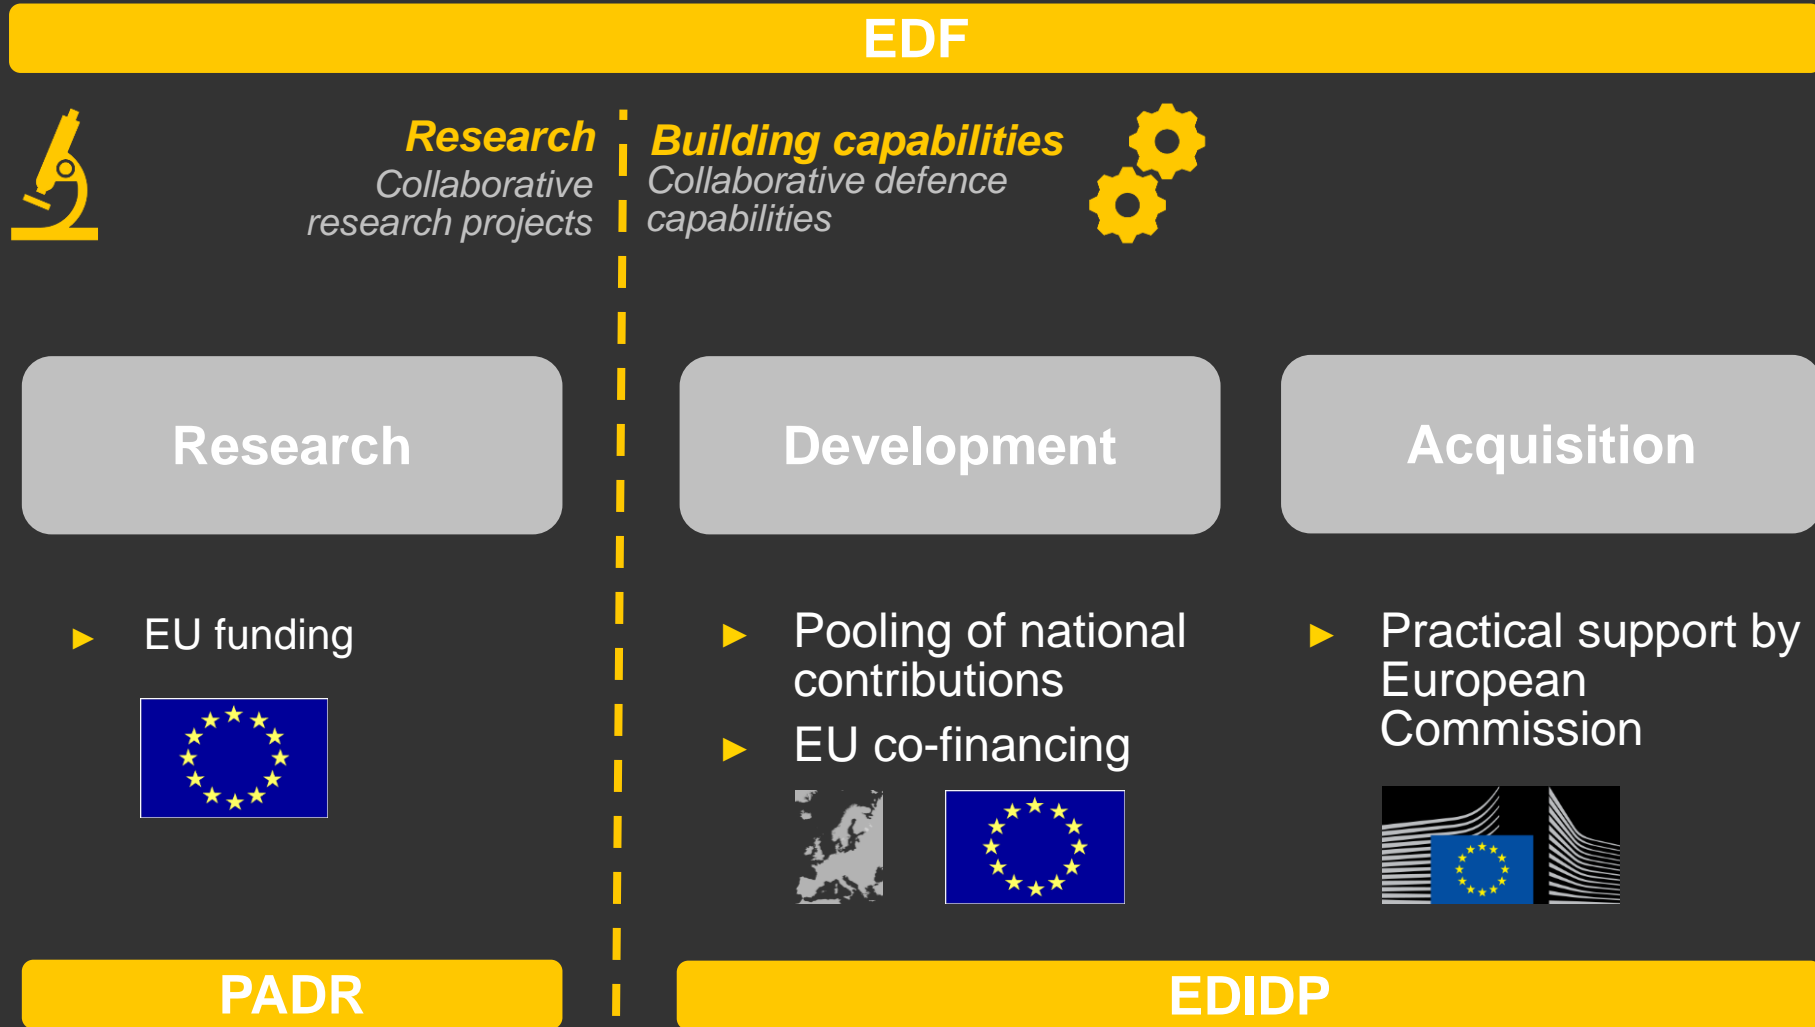 EDF
Research
Collaborative
research projects
Building capabilities
Collaborative defence
capabilities
Research
Development
Acquisition
► EU funding
► Pooling of national
contributions
► EU co-financing
► Practical support by
European
Commission
PADR
EDIDP